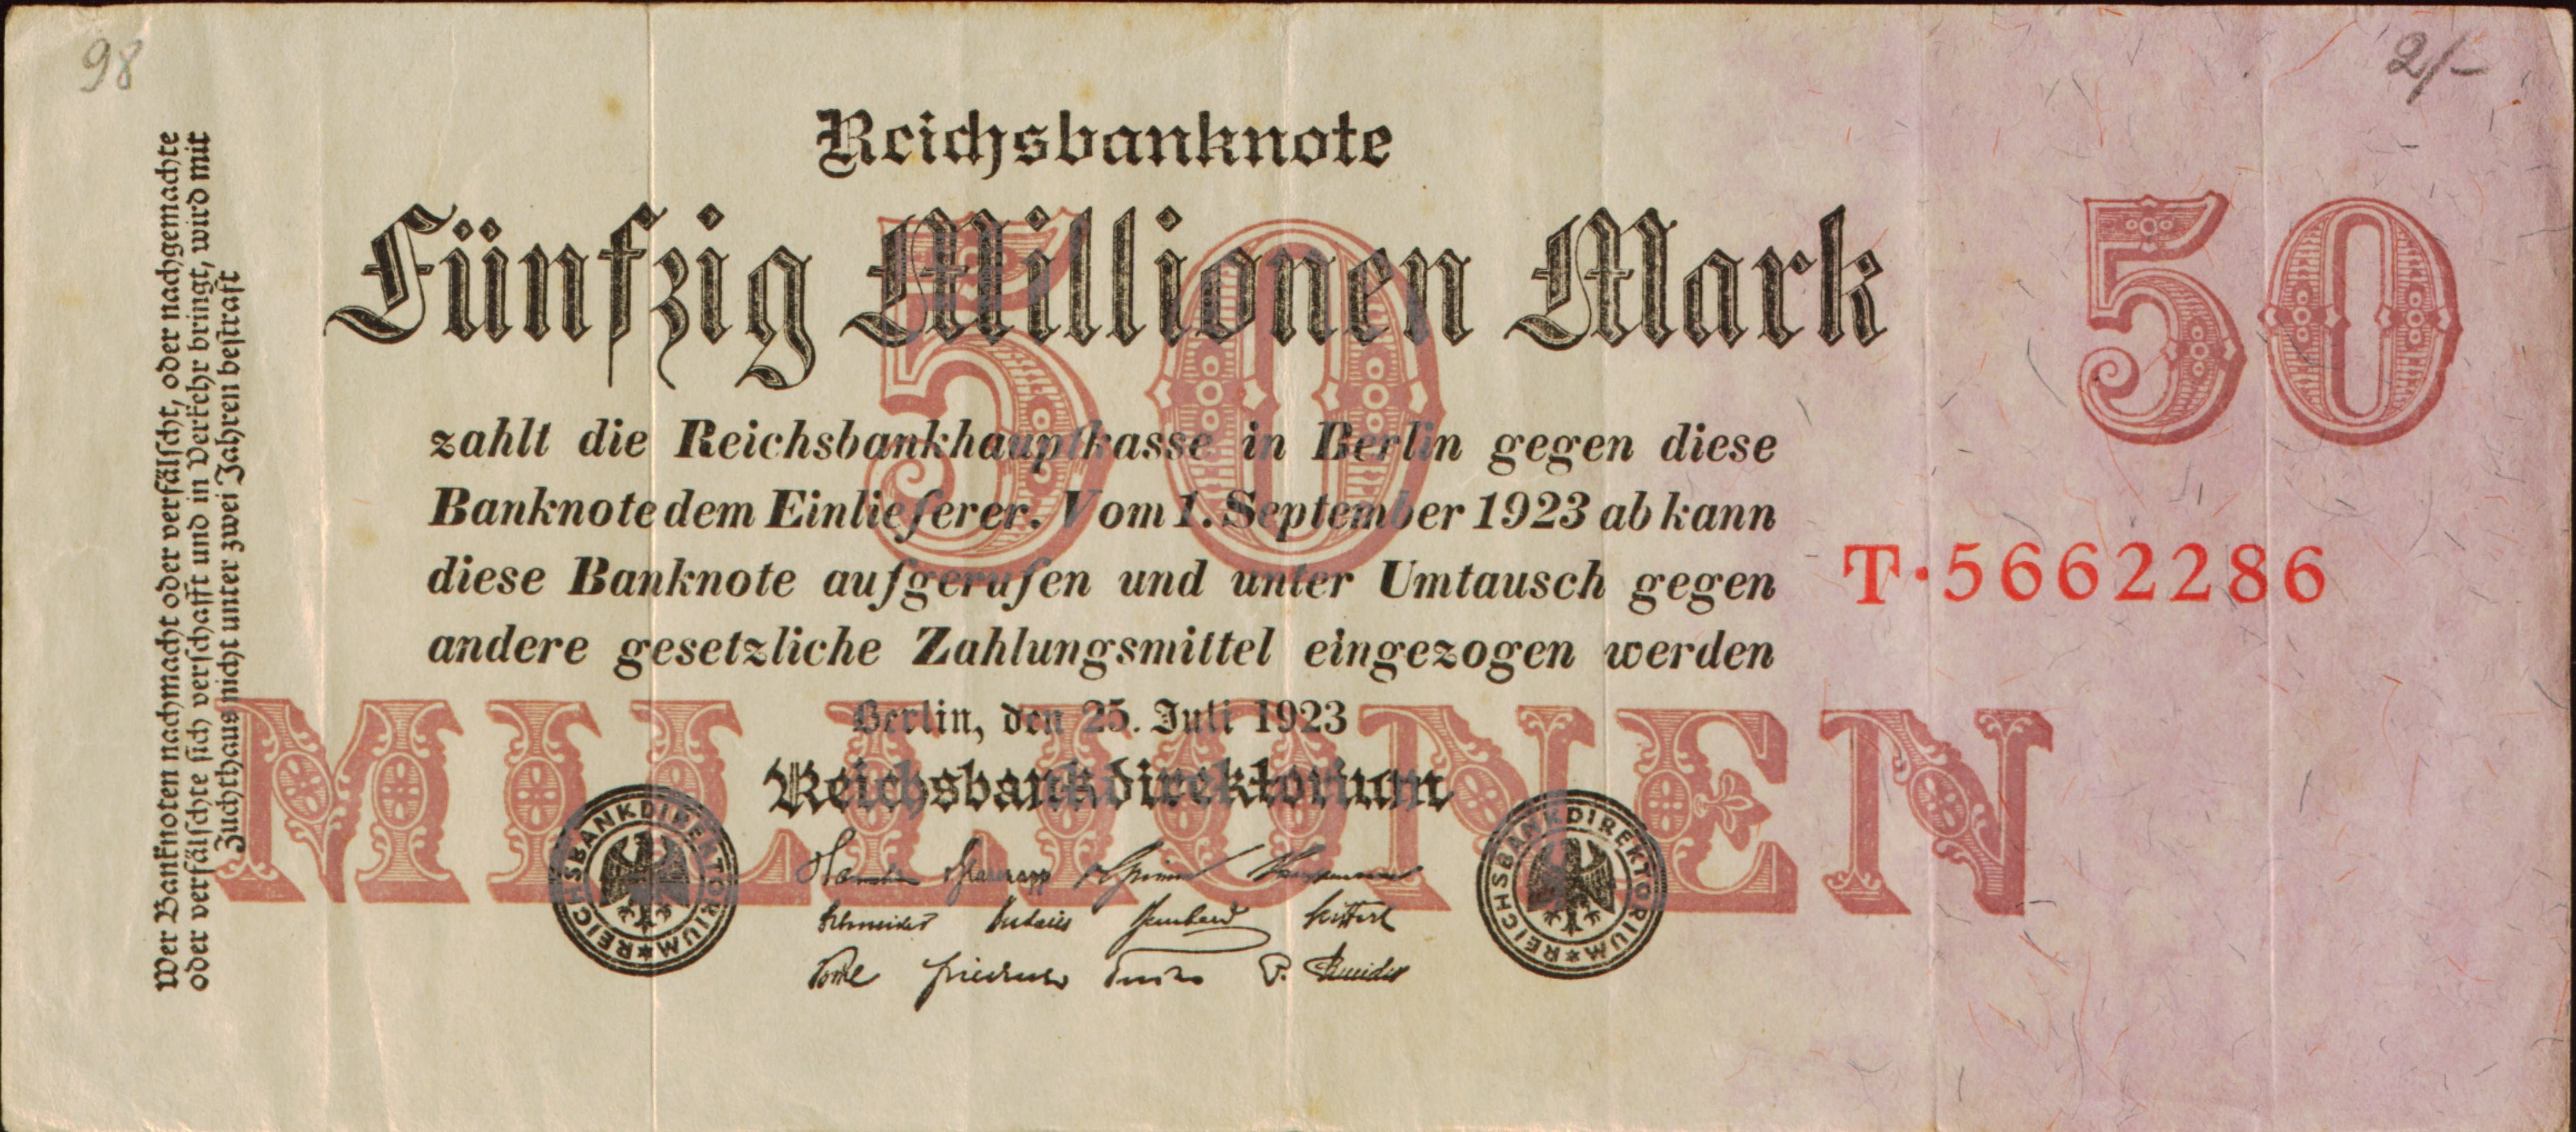 98
2/-
Reichsbanknote
Fünfzig Millionen Mark
50
50
zahlt die Reichsbankhauptkasse in Berlin gegen diese
Banknote dem Einlieferer. Vom 1. September 1923 ab kann
diese Banknote aufgerufen und unter Umtausch gegen
andere gesetzliche Zahlungsmittel eingezogen werden
T·5662286
Berlin, den 25. Juli 1923
MILLIONEN
Reichsbankdirektorium
REICHSBANKDIREKTORIUM
REICHSBANKDIREKTORIUM
Schneider
P. Schneider
Wer Banknoten nachmacht oder verfälscht, oder nachgemachte
oder verfälschte sich verschafft und in Verkehr bringt, wird mit
Zuchthaus nicht unter zwei Jahren bestraft